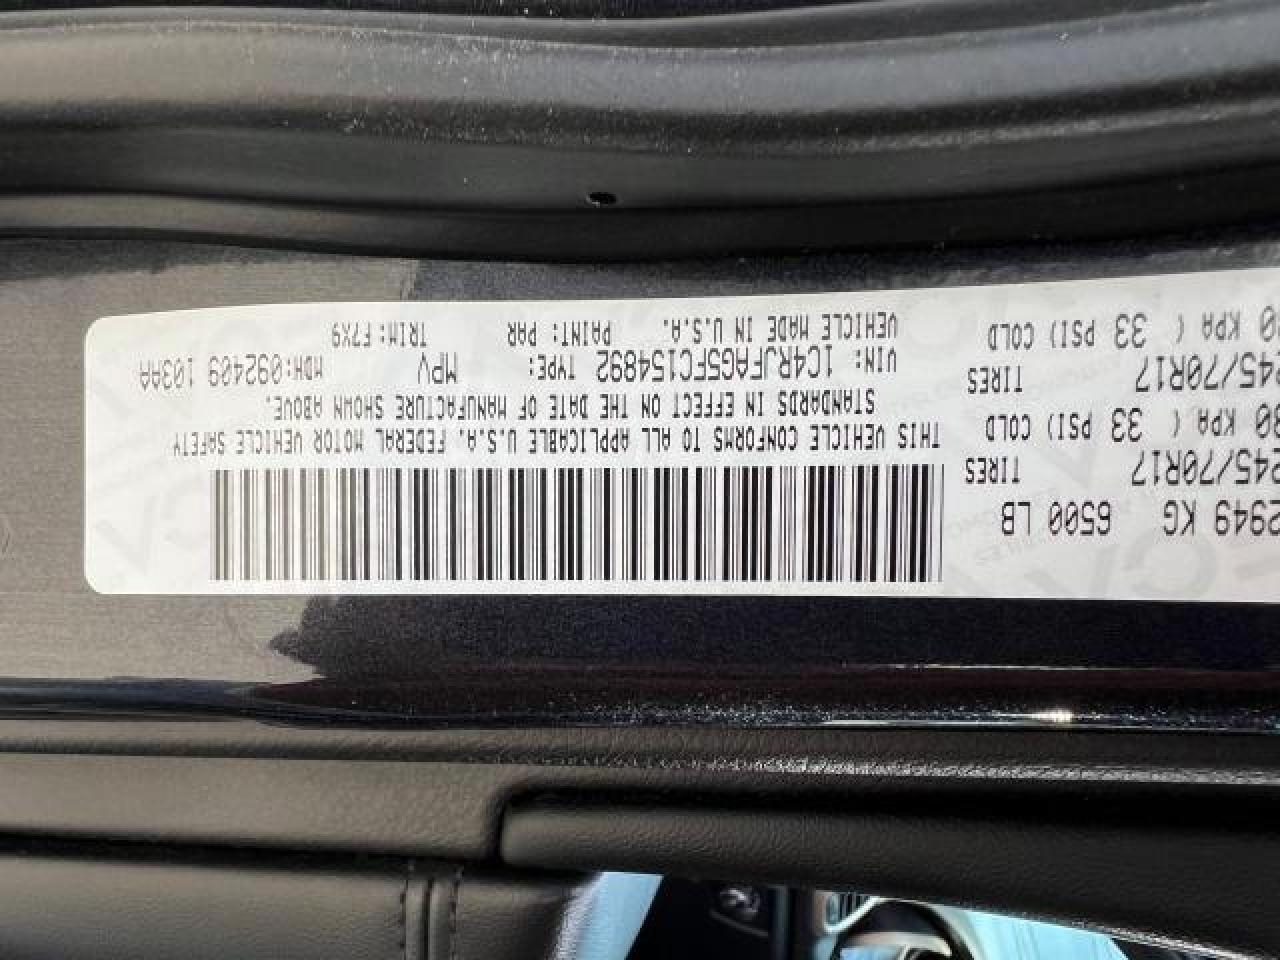 2949 KG 6500 LB
245/70R17 TIRES
30 KPA ( 33 PSI) COLD
245/70R17 TIRES
0 KPA ( 33 PSI) COLD
THIS VEHICLE CONFORMS TO ALL APPLICABLE U.S.A. FEDERAL MOTOR VEHICLE SAFETY
STANDARDS IN EFFECT ON THE DATE OF MANUFACTURE SHOWN ABOVE.
VIN: 1C4RJFAG5FC154892 TYPE: MPV MDH:092409 103AA
VEHICLE MADE IN U.S.A. PAINT: PAR TRIM:F7X9